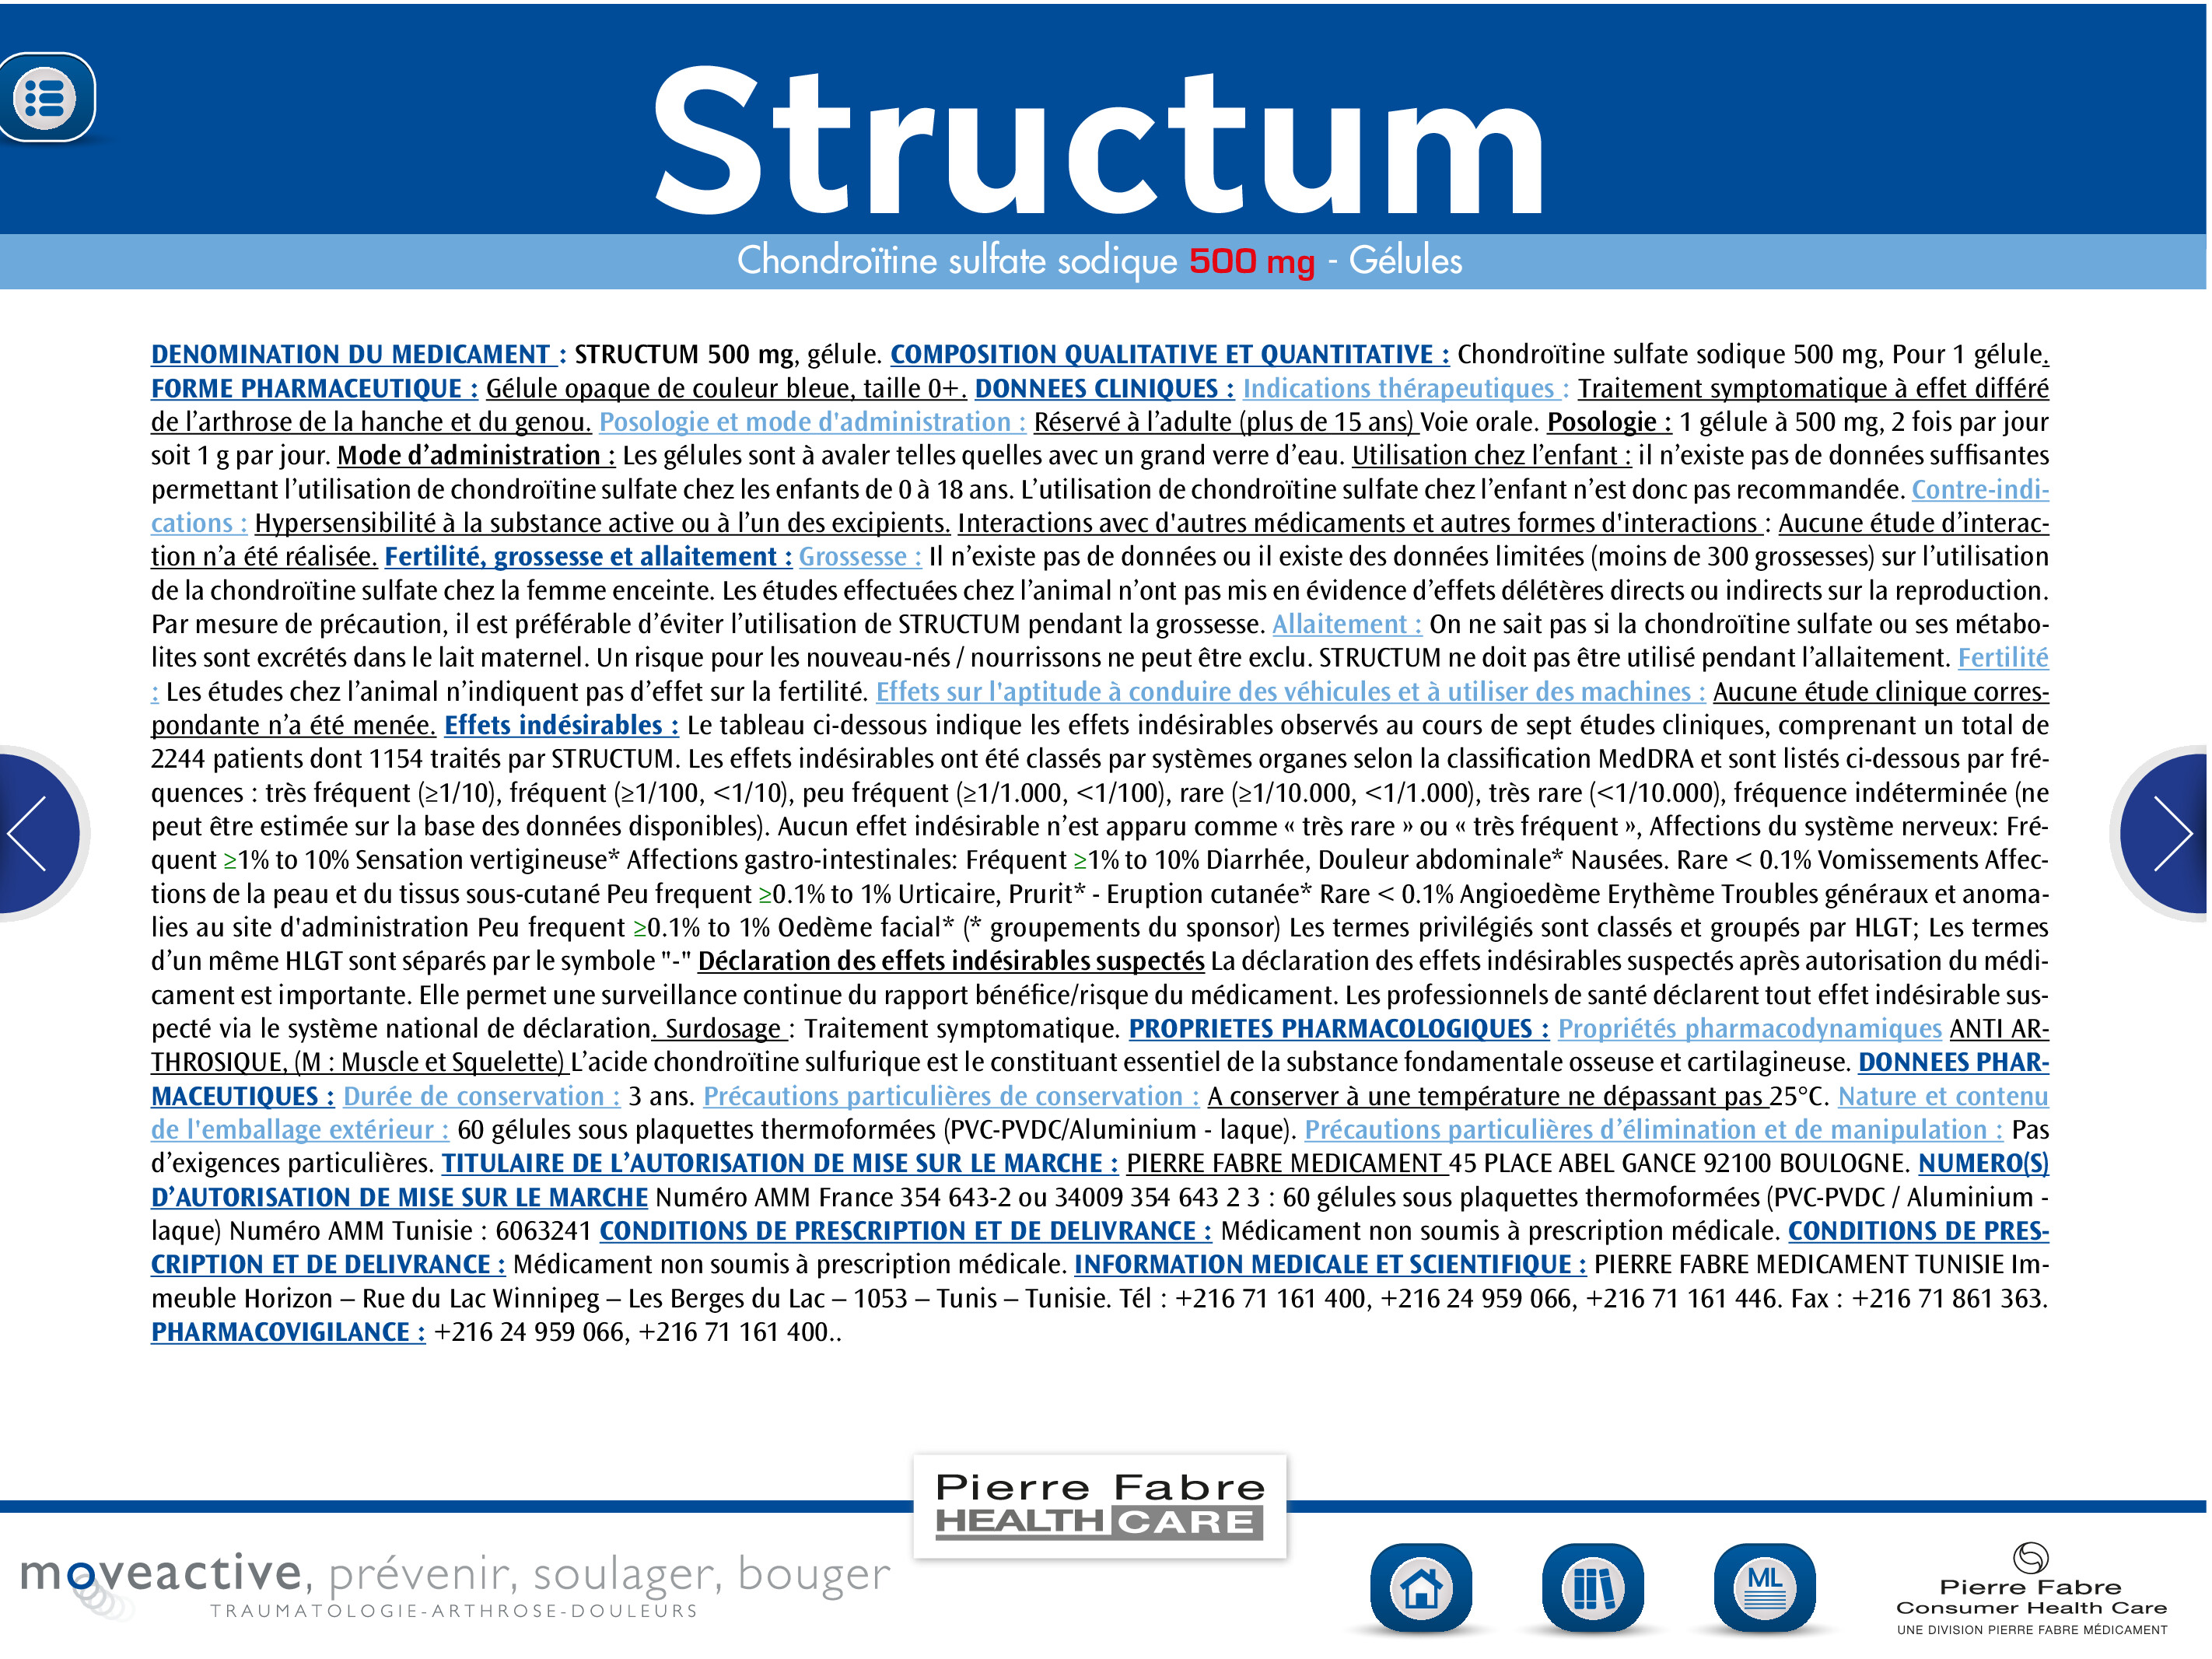 Structum
Chondroïtine sulfate sodique 500 mg - Gélules
DENOMINATION DU MEDICAMENT : STRUCTUM 500 mg, gélule. COMPOSITION QUALITATIVE ET QUANTITATIVE : Chondroïtine sulfate sodique 500 mg, Pour 1 gélule.
FORME PHARMACEUTIQUE : Gélule opaque de couleur bleue, taille 0+. DONNEES CLINIQUES : Indications thérapeutiques : Traitement symptomatique à effet différé
de l’arthrose de la hanche et du genou. Posologie et mode d'administration : Réservé à l’adulte (plus de 15 ans) Voie orale. Posologie : 1 gélule à 500 mg, 2 fois par jour
soit 1 g par jour. Mode d’administration : Les gélules sont à avaler telles quelles avec un grand verre d’eau. Utilisation chez l’enfant : il n’existe pas de données suffisantes
permettant l’utilisation de chondroïtine sulfate chez les enfants de 0 à 18 ans. L’utilisation de chondroïtine sulfate chez l’enfant n’est donc pas recommandée. Contre-indi-
cations : Hypersensibilité à la substance active ou à l’un des excipients. Interactions avec d'autres médicaments et autres formes d'interactions : Aucune étude d’interac-
tion n’a été réalisée. Fertilité, grossesse et allaitement : Grossesse : Il n’existe pas de données ou il existe des données limitées (moins de 300 grossesses) sur l’utilisation
de la chondroïtine sulfate chez la femme enceinte. Les études effectuées chez l’animal n’ont pas mis en évidence d’effets délétères directs ou indirects sur la reproduction.
Par mesure de précaution, il est préférable d’éviter l’utilisation de STRUCTUM pendant la grossesse. Allaitement : On ne sait pas si la chondroïtine sulfate ou ses métabo-
lites sont excrétés dans le lait maternel. Un risque pour les nouveau-nés / nourrissons ne peut être exclu. STRUCTUM ne doit pas être utilisé pendant l’allaitement. Fertilité
: Les études chez l’animal n’indiquent pas d’effet sur la fertilité. Effets sur l'aptitude à conduire des véhicules et à utiliser des machines : Aucune étude clinique corres-
pondante n’a été menée. Effets indésirables : Le tableau ci-dessous indique les effets indésirables observés au cours de sept études cliniques, comprenant un total de
2244 patients dont 1154 traités par STRUCTUM. Les effets indésirables ont été classés par systèmes organes selon la classification MedDRA et sont listés ci-dessous par fré-
quences : très fréquent (≥1/10), fréquent (≥1/100, <1/10), peu fréquent (≥1/1.000, <1/100), rare (≥1/10.000, <1/1.000), très rare (<1/10.000), fréquence indéterminée (ne
peut être estimée sur la base des données disponibles). Aucun effet indésirable n’est apparu comme « très rare » ou « très fréquent », Affections du système nerveux: Fré-
quent ≥1% to 10% Sensation vertigineuse* Affections gastro-intestinales: Fréquent ≥1% to 10% Diarrhée, Douleur abdominale* Nausées. Rare < 0.1% Vomissements Affec-
tions de la peau et du tissus sous-cutané Peu frequent ≥0.1% to 1% Urticaire, Prurit* - Eruption cutanée* Rare < 0.1% Angioedème Erythème Troubles généraux et anoma-
lies au site d'administration Peu frequent ≥0.1% to 1% Oedème facial* (* groupements du sponsor) Les termes privilégiés sont classés et groupés par HLGT; Les termes
d’un même HLGT sont séparés par le symbole "-" Déclaration des effets indésirables suspectés La déclaration des effets indésirables suspectés après autorisation du médi-
cament est importante. Elle permet une surveillance continue du rapport bénéfice/risque du médicament. Les professionnels de santé déclarent tout effet indésirable sus-
pecté via le système national de déclaration. Surdosage : Traitement symptomatique. PROPRIETES PHARMACOLOGIQUES : Propriétés pharmacodynamiques ANTI AR-
THROSIQUE, (M : Muscle et Squelette) L’acide chondroïtine sulfurique est le constituant essentiel de la substance fondamentale osseuse et cartilagineuse. DONNEES PHAR-
MACEUTIQUES : Durée de conservation : 3 ans. Précautions particulières de conservation : A conserver à une température ne dépassant pas 25°C. Nature et contenu
de l'emballage extérieur : 60 gélules sous plaquettes thermoformées (PVC-PVDC/Aluminium - laque). Précautions particulières d’élimination et de manipulation : Pas
d’exigences particulières. TITULAIRE DE L’AUTORISATION DE MISE SUR LE MARCHE : PIERRE FABRE MEDICAMENT 45 PLACE ABEL GANCE 92100 BOULOGNE. NUMERO(S)
D’AUTORISATION DE MISE SUR LE MARCHE Numéro AMM France 354 643-2 ou 34009 354 643 2 3 : 60 gélules sous plaquettes thermoformées (PVC-PVDC / Aluminium -
laque) Numéro AMM Tunisie : 6063241 CONDITIONS DE PRESCRIPTION ET DE DELIVRANCE : Médicament non soumis à prescription médicale. CONDITIONS DE PRES-
CRIPTION ET DE DELIVRANCE : Médicament non soumis à prescription médicale. INFORMATION MEDICALE ET SCIENTIFIQUE : PIERRE FABRE MEDICAMENT TUNISIE Im-
meuble Horizon – Rue du Lac Winnipeg – Les Berges du Lac – 1053 – Tunis – Tunisie. Tél : +216 71 161 400, +216 24 959 066, +216 71 161 446. Fax : +216 71 861 363.
PHARMACOVIGILANCE : +216 24 959 066, +216 71 161 400..
Pierre Fabre
HEALTH CARE
moveactive, prévenir, soulager, bouger
TRAUMATOLOGIE-ARTHROSE-DOULEURS
ML
Pierre Fabre
Consumer Health Care
UNE DIVISION PIERRE FABRE MÉDICAMENT